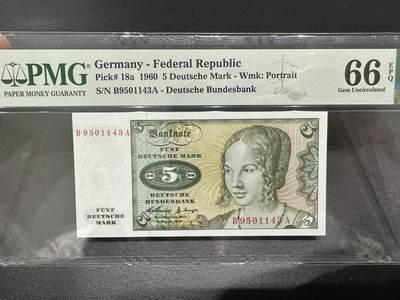 PMG
PAPER MONEY GUARANTY
Germany - Federal Republic
Pick# 18a 1960 5 Deutsche Mark - Wmk: Portrait
S/N B9501143A - Deutsche Bundesbank
66 EPQ
Gem Uncirculated
B9501143A
Banknote
FÜNF
DEUTSCHE MARK
5
DEUTSCHE
BUNDESBANK
FÜNF
DEUTSCHE
MARK
B9501143A
5
5